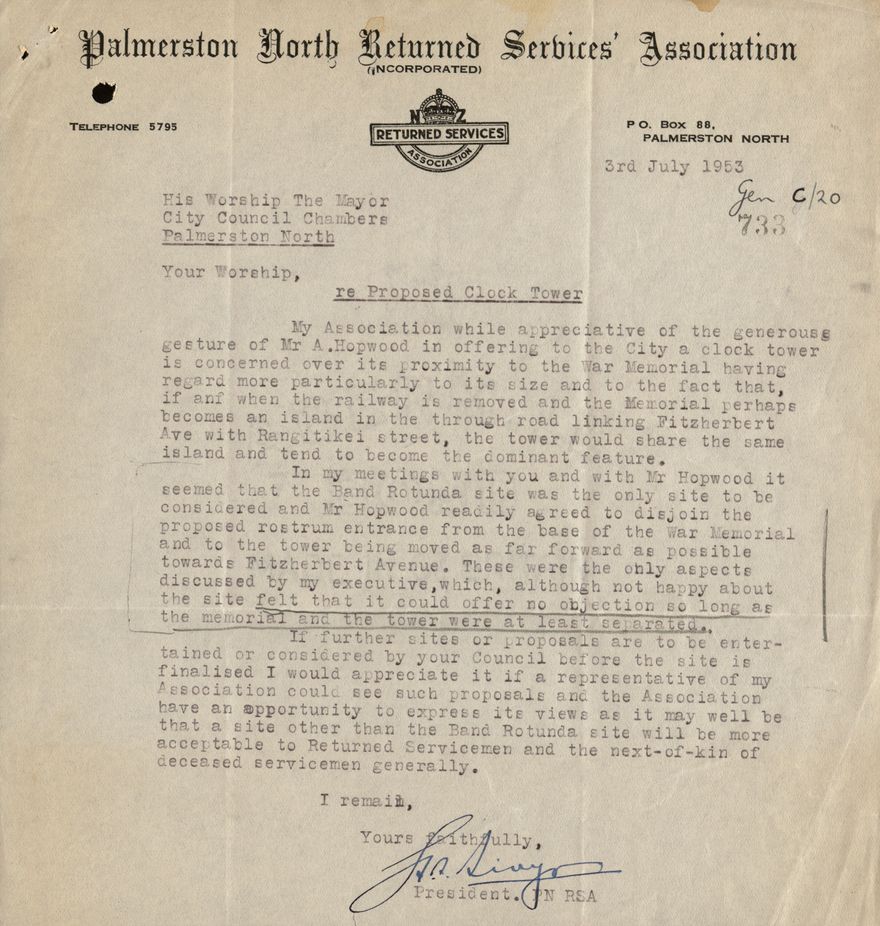 Palmerston North Returned Services' Association
(INCORPORATED)
TELEPHONE 5795
N Z
RETURNED SERVICES
ASSOCIATION
P O. BOX 88,
PALMERSTON NORTH
3rd July 1953
Gen C/20
733
His Worship The Mayor
City Council Chambers
Palmerston North
Your Worship,
re Proposed Clock Tower
My Association while appreciative of the generouss
gesture of Mr A.Hopwood in offering to the City a clock tower
is concerned over its proximity to the War Memorial having
regard more particularly to its size and to the fact that,
if anf when the railway is removed and the Memorial perhaps
becomes an island in the through road linking Fitzherbert
Ave with Rangitikei street, the tower would share the same
island and tend to become the dominant feature.
In my meetings with you and with Mr Hopwood it
seemed that the Band Rotunda site was the only site to be
considered and Mr Hopwood readily agreed to disjoin the
proposed rostrum entrance from the base of the War Memorial
and to the tower being moved as far forward as possible
towards Fitzherbert Avenue. These were the only aspects
discussed by my executive,which, although not happy about
the site felt that it could offer no objection so long as
the memorial and the tower were at least separated.
If further sites or proposals are to be enter-
tained or considered by your Council before the site is
finalised I would appreciate it if a representative of my
Association could see such proposals and the Association
have an opportunity to express its views as it may well be
that a site other than the Band Rotunda site will be more
acceptable to Returned Servicemen and the next-of-kin of
deceased servicemen generally.
I remain,
Yours faithfully,
President. PN RSA